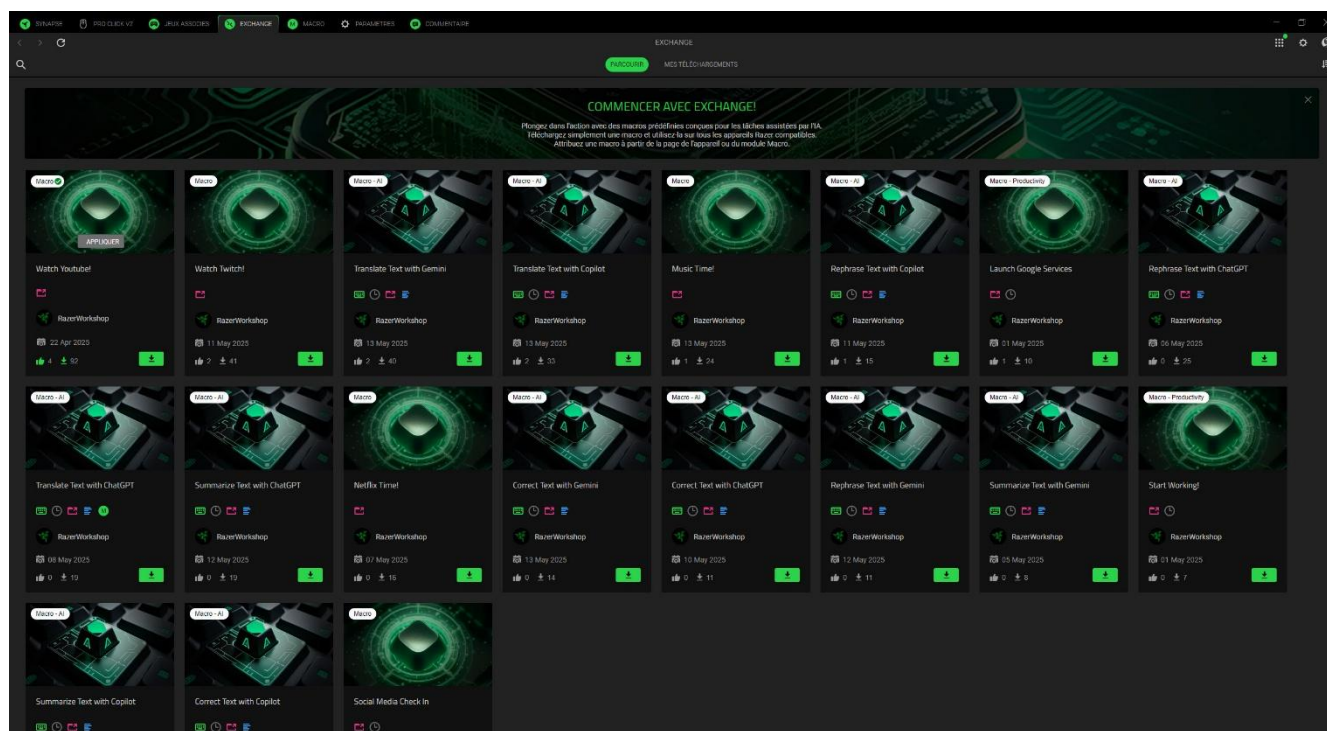 SYNAPSE PRO CLICK V2 JEUX ASSOCIÉS EXCHANGE MACRO PARAMÈTRES COMMENTAIRE
EXCHANGE
PARCOURIR MES TÉLÉCHARGEMENTS
COMMENCER AVEC EXCHANGE!
Plongez dans l'action avec des macros prédéfinies conçues pour les tâches assistées par l'IA.
Téléchargez simplement une macro et utilisez-la sur tous les appareils Razer compatibles.
Attribuez une macro à partir de la page de l'appareil ou du module Macro.
Macro Macro Macro - AI Macro - AI Macro Macro - AI Macro - Productivity Macro - AI
APPLIQUER
Watch Youtube! Watch Twitch! Translate Text with Gemini Translate Text with Copilot Music Time! Rephrase Text with Copilot Launch Google Services Rephrase Text with ChatGPT
RazerWorkshop RazerWorkshop RazerWorkshop RazerWorkshop RazerWorkshop RazerWorkshop RazerWorkshop RazerWorkshop
22 Apr 2025 11 May 2025 13 May 2025 13 May 2025 13 May 2025 11 May 2025 01 May 2025 06 May 2025
4 92 2 41 2 40 2 33 1 24 1 15 1 10 0 25
Macro - AI Macro - AI Macro Macro - AI Macro - AI Macro - AI Macro - AI Macro - Productivity
Translate Text with ChatGPT Summarize Text with ChatGPT Netflix Time! Correct Text with Gemini Correct Text with ChatGPT Rephrase Text with Gemini Summarize Text with Gemini Start Working!
RazerWorkshop RazerWorkshop RazerWorkshop RazerWorkshop RazerWorkshop RazerWorkshop RazerWorkshop RazerWorkshop
08 May 2025 12 May 2025 07 May 2025 13 May 2025 10 May 2025 12 May 2025 05 May 2025 01 May 2025
0 19 0 19 0 16 0 14 0 11 0 11 0 8 0 7
Macro - AI Macro - AI Macro
Summarize Text with Copilot Correct Text with Copilot Social Media Check In